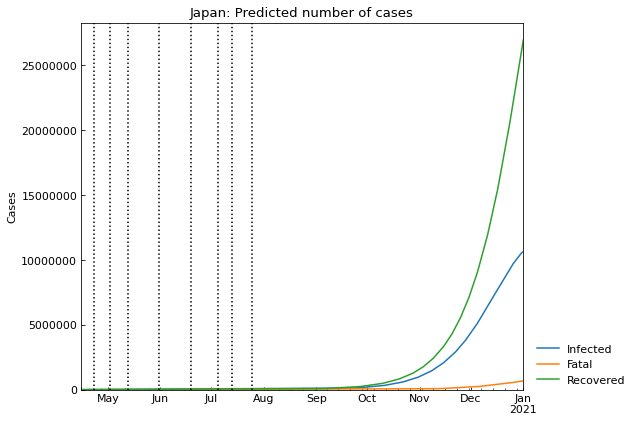 Japan: Predicted number of cases
Cases
25000000
20000000
15000000
10000000
5000000
0
May Jun Jul Aug Sep Oct Nov Dec Jan
2021
Infected
Fatal
Recovered